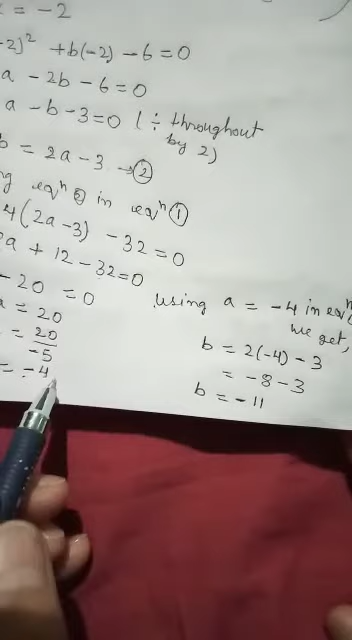 = -2
-2)² + b(-2) - 6 = 0
a - 2b - 6 = 0
a - b - 3 = 0 ( ÷ throughout
by 2)
b = 2a - 3 → ②
ng eqⁿ ② in eqⁿ ①
4(2a-3) - 32 = 0
a + 12 - 32 = 0
- 20 = 0
a = 20
= 20/-5
= -4
using a = -4 in eqⁿ
we get,
b = 2(-4) - 3
= -8 - 3
b = -11